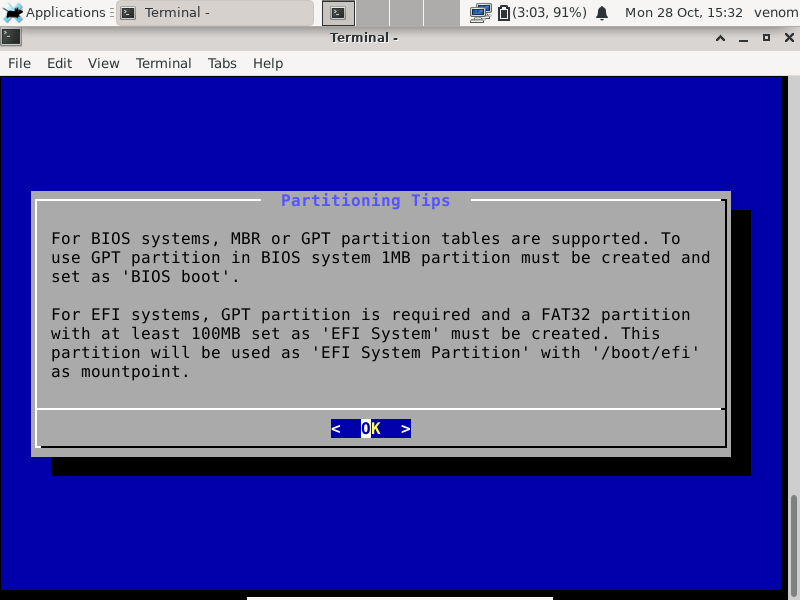 Applications
Terminal -
(3:03, 91%)
Mon 28 Oct, 15:32
venom
Terminal -
File Edit View Terminal Tabs Help
Partitioning Tips
For BIOS systems, MBR or GPT partition tables are supported. To
use GPT partition in BIOS system 1MB partition must be created and
set as 'BIOS boot'.
For EFI systems, GPT partition is required and a FAT32 partition
with at least 100MB set as 'EFI System' must be created. This
partition will be used as 'EFI System Partition' with '/boot/efi'
as mountpoint.
< OK >